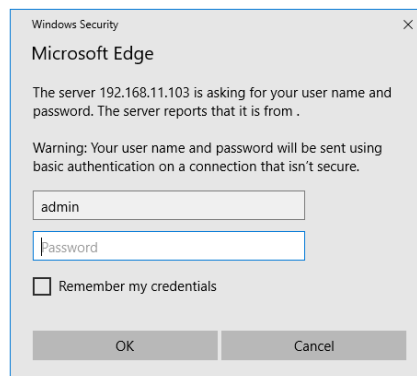 Windows Security
Microsoft Edge
The server 192.168.11.103 is asking for your user name and
password. The server reports that it is from .
Warning: Your user name and password will be sent using
basic authentication on a connection that isn't secure.
admin
Password
Remember my credentials
OK
Cancel